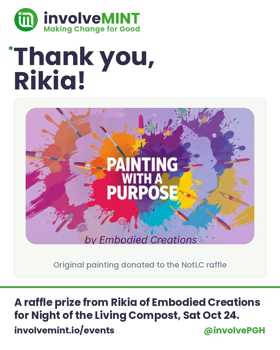 involveMINT
Making Change for Good
Thank you,
Rikia!
PAINTING
WITH A
PURPOSE
by Embodied Creations
Original painting donated to the NotLC raffle
A raffle prize from Rikia of Embodied Creations
for Night of the Living Compost, Sat Oct 24.
involvemint.io/events
@involvePGH